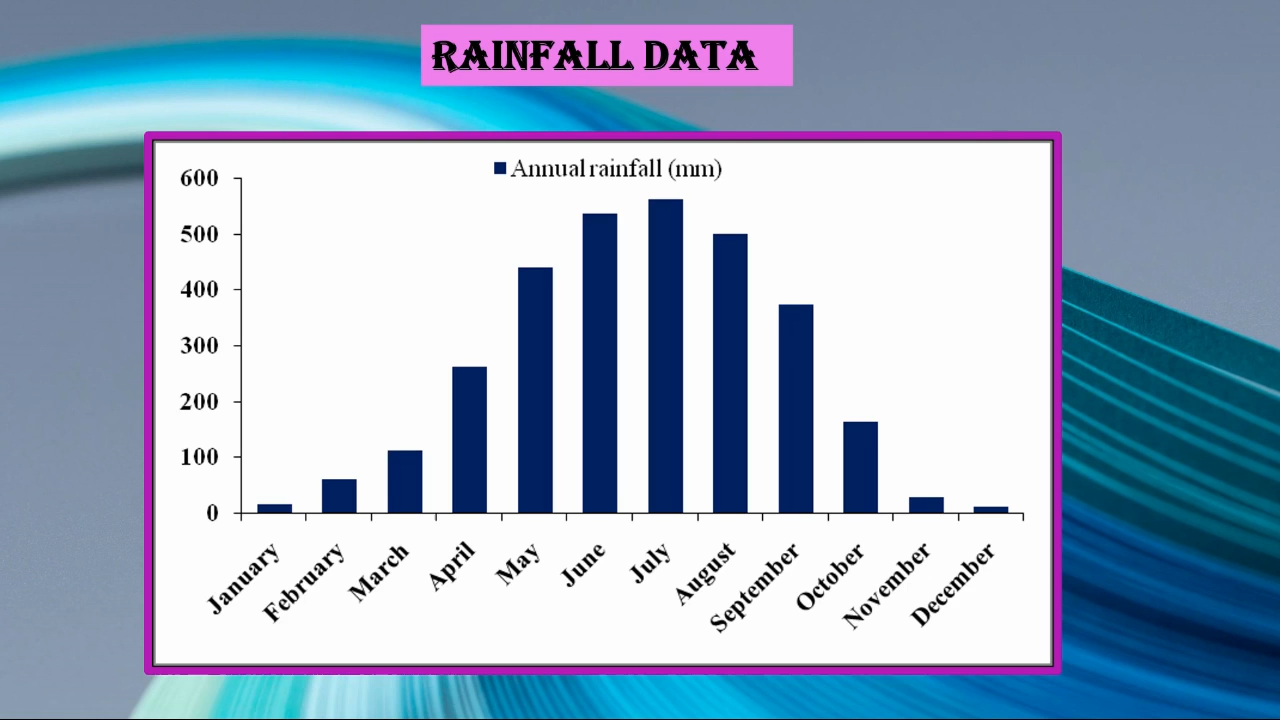 RAINFALL DATA
Annual rainfall (mm)
600
500
400
300
200
100
0
January
February
March
April
May
June
July
August
September
October
November
December